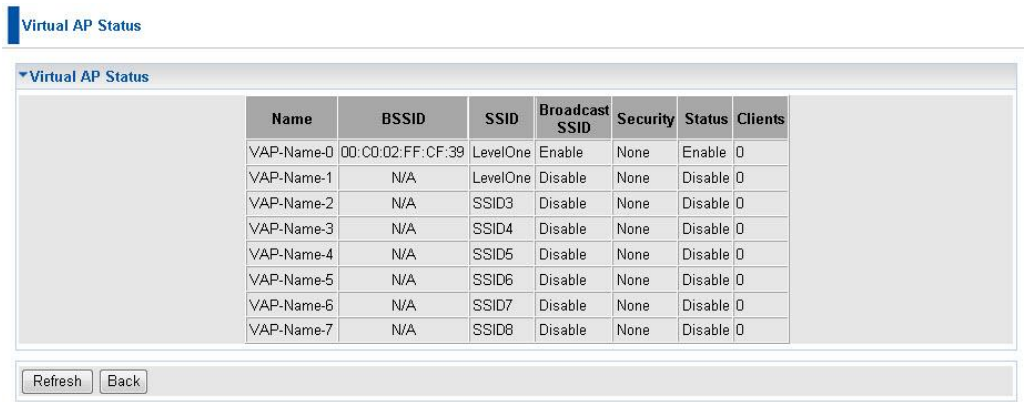 Virtual AP Status
Virtual AP Status
Name BSSID SSID Broadcast SSID Security Status Clients
VAP-Name-0 00:C0:02:FF:CF:39 LevelOne Enable None Enable 0
VAP-Name-1 N/A LevelOne Disable None Disable 0
VAP-Name-2 N/A SSID3 Disable None Disable 0
VAP-Name-3 N/A SSID4 Disable None Disable 0
VAP-Name-4 N/A SSID5 Disable None Disable 0
VAP-Name-5 N/A SSID6 Disable None Disable 0
VAP-Name-6 N/A SSID7 Disable None Disable 0
VAP-Name-7 N/A SSID8 Disable None Disable 0
Refresh Back